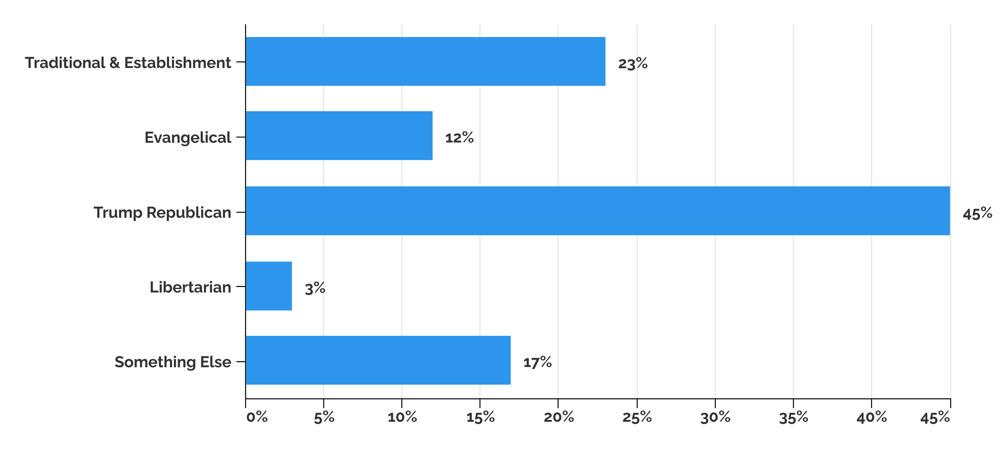 Traditional & Establishment
23%
Evangelical
12%
Trump Republican
45%
Libertarian
3%
Something Else
17%
0% 5% 10% 15% 20% 25% 30% 35% 40% 45%